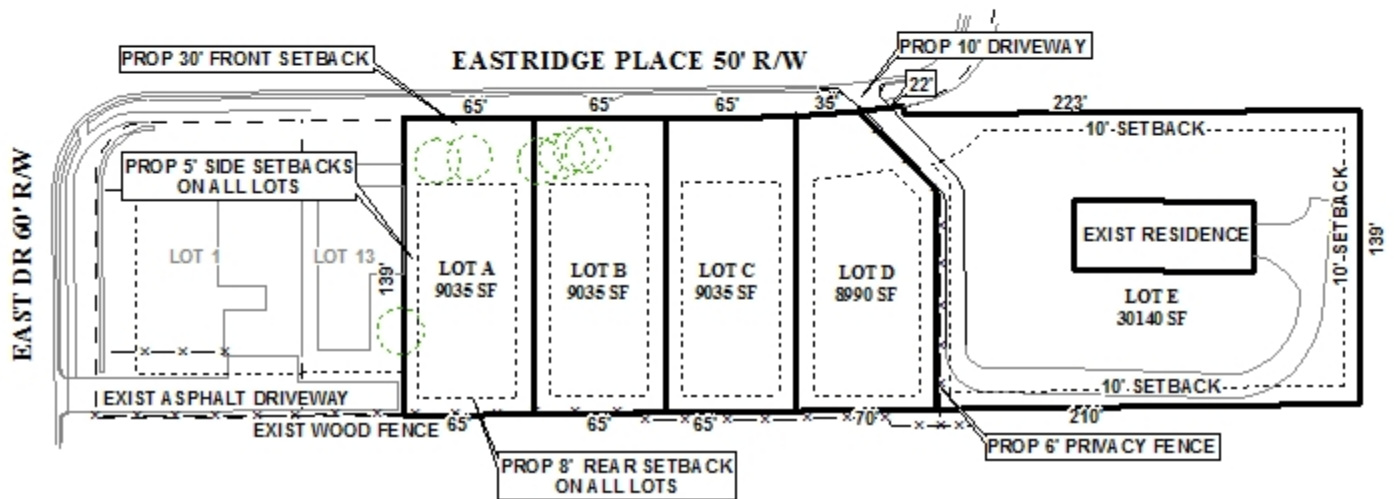 PROP 30' FRONT SETBACK
EASTRIDGE PLACE 50' R/W
PROP 10' DRIVEWAY
22'
65'
65'
65'
35'
223'
10'-SETBACK
PROP 5' SIDE SETBACKS
ON ALL LOTS
EAST DR 60' R/W
LOT 1
LOT 13
139'
LOT A
9035 SF
LOT B
9035 SF
LOT C
9035 SF
LOT D
8990 SF
EXIST RESIDENCE
LOT E
30140 SF
10'-SETBACK
139'
10'-SETBACK
EXIST ASPHALT DRIVEWAY
EXIST WOOD FENCE
65'
65'
65'
70'
210'
PROP 6' PRIVACY FENCE
PROP 8' REAR SETBACK
ON ALL LOTS